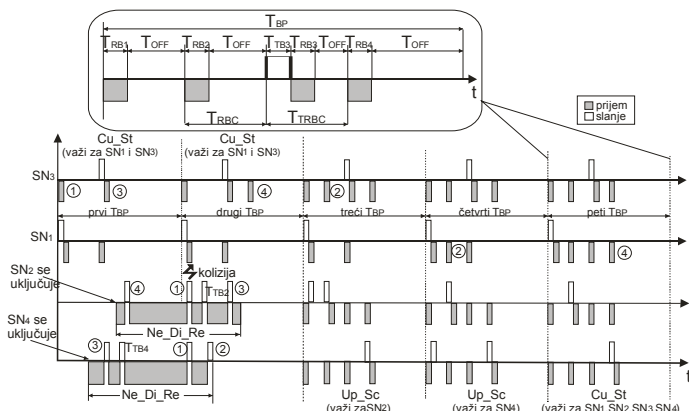 TBP
TRB1 TOFF TRB2 TOFF TTB3 TRB3 TOFF TRB4 TOFF
t
TRBC TTRBC
prijem
slanje
Cu_St
(važi za SN1 i SN3)
Cu_St
(važi za SN1 i SN3)
SN3
① ③ ④ ②
prvi TBP drugi TBP treći TBP četvrti TBP peti TBP
SN1
② ④
kolizija
SN2 se
uključuje
④ ① TTB2 ③
Ne_Di_Re
SN4 se
uključuje
③ TTB4 ① ②
t
Ne_Di_Re
Up_Sc
(važi zaSN2)
Up_Sc
(važi za SN4)
Cu_St
(važi za SN1,SN2,SN3,SN4)